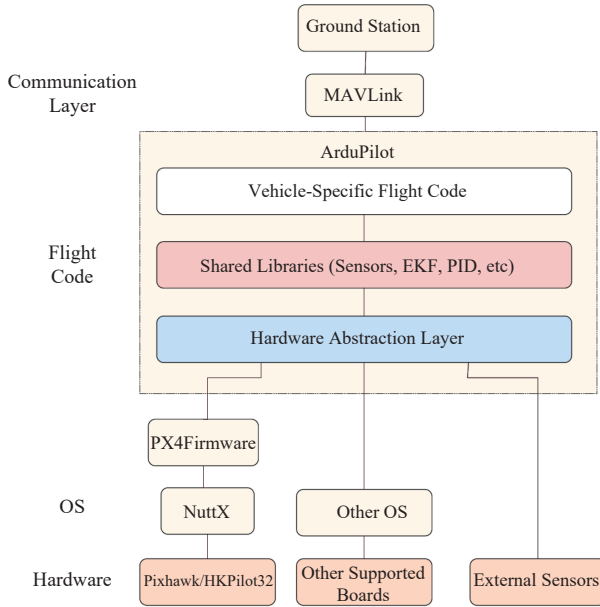 Ground Station
Communication
Layer
MAVLink
ArduPilot
Vehicle-Specific Flight Code
Flight
Code
Shared Libraries (Sensors, EKF, PID, etc)
Hardware Abstraction Layer
PX4Firmware
OS
NuttX
Other OS
Hardware
Pixhawk/HKPilot32
Other Supported
Boards
External Sensors